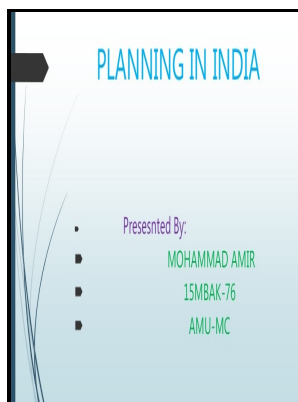 PLANNING IN INDIA
Presesnted By:
MOHAMMAD AMIR
15MBAK-76
AMU-MC